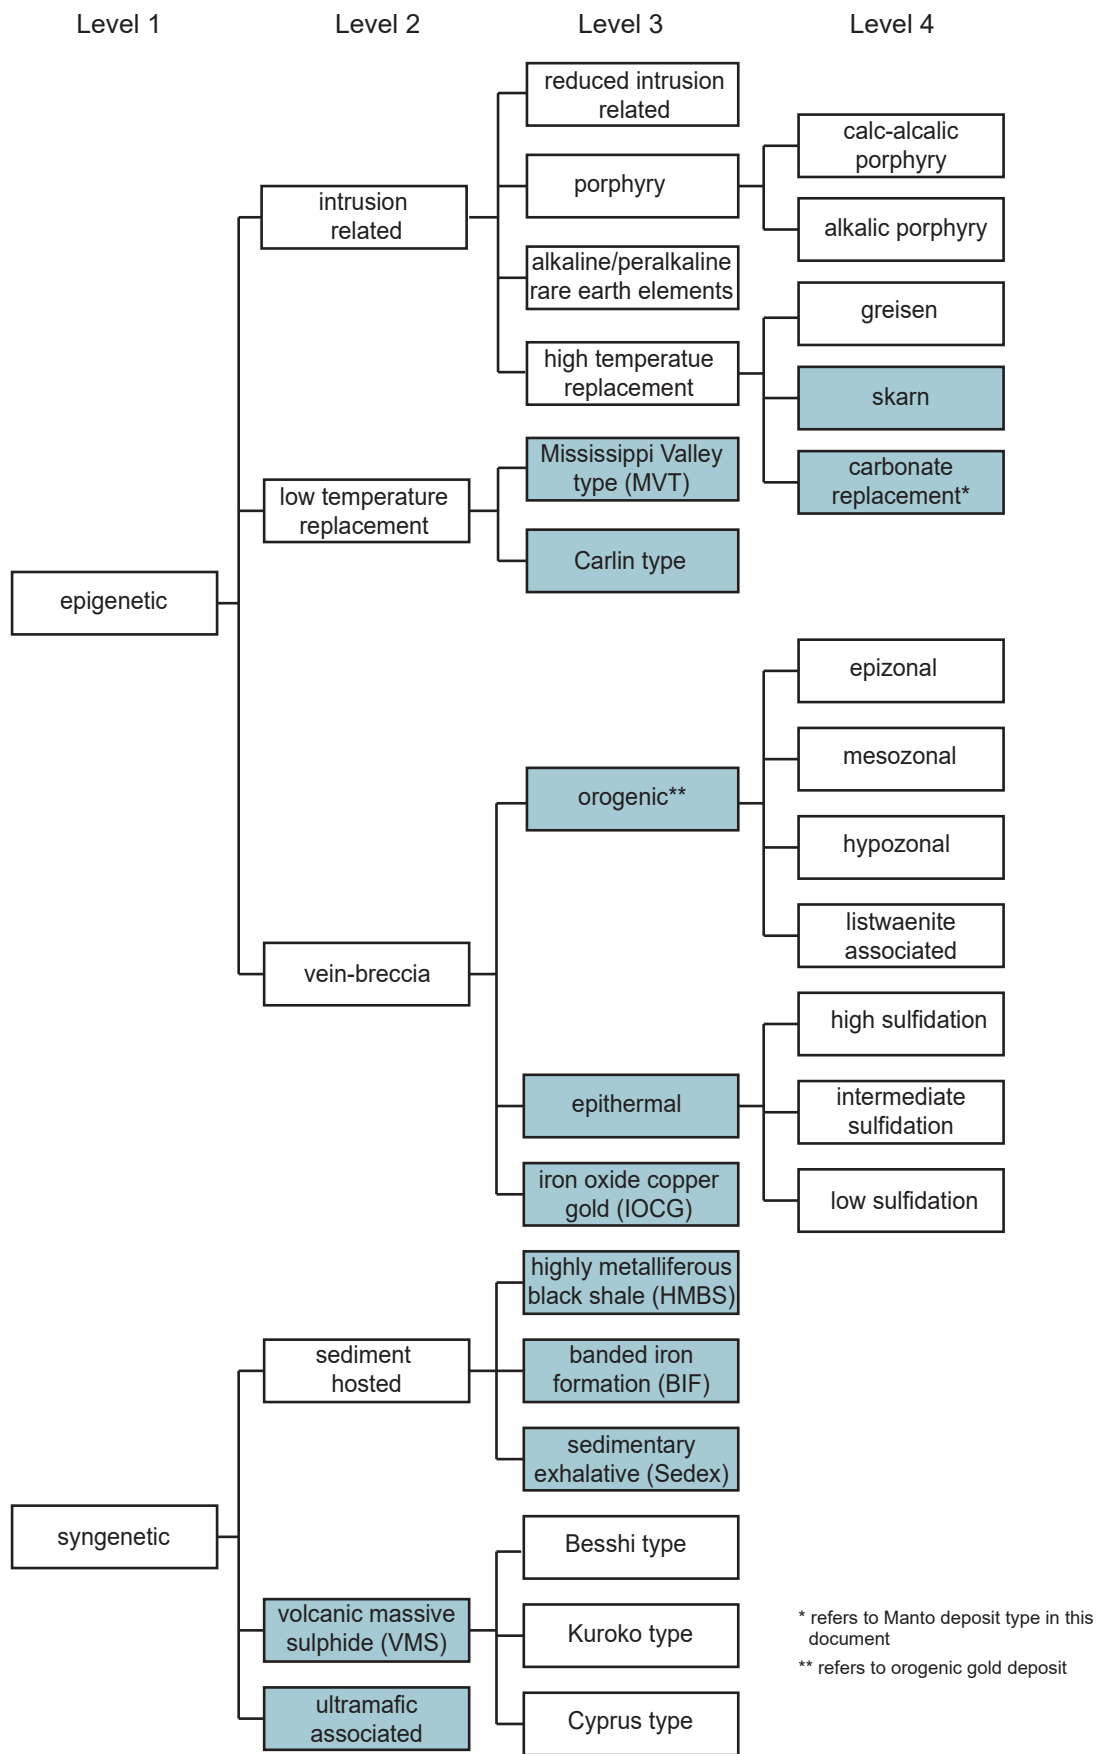 Level 1
Level 2
Level 3
Level 4
reduced intrusion
related
calc-alcalic
porphyry
intrusion
related
porphyry
alkalic porphyry
alkaline/peralkaline
rare earth elements
greisen
high temperatue
replacement
skarn
Mississippi Valley
type (MVT)
carbonate
replacement*
low temperature
replacement
Carlin type
epigenetic
epizonal
mesozonal
orogenic**
hypozonal
listwaenite
associated
vein-breccia
high sulfidation
epithermal
intermediate
sulfidation
iron oxide copper
gold (IOCG)
low sulfidation
highly metalliferous
black shale (HMBS)
sediment
hosted
banded iron
formation (BIF)
sedimentary
exhalative (Sedex)
syngenetic
Besshi type
volcanic massive
sulphide (VMS)
Kuroko type
ultramafic
associated
Cyprus type
* refers to Manto deposit type in this
document
** refers to orogenic gold deposit